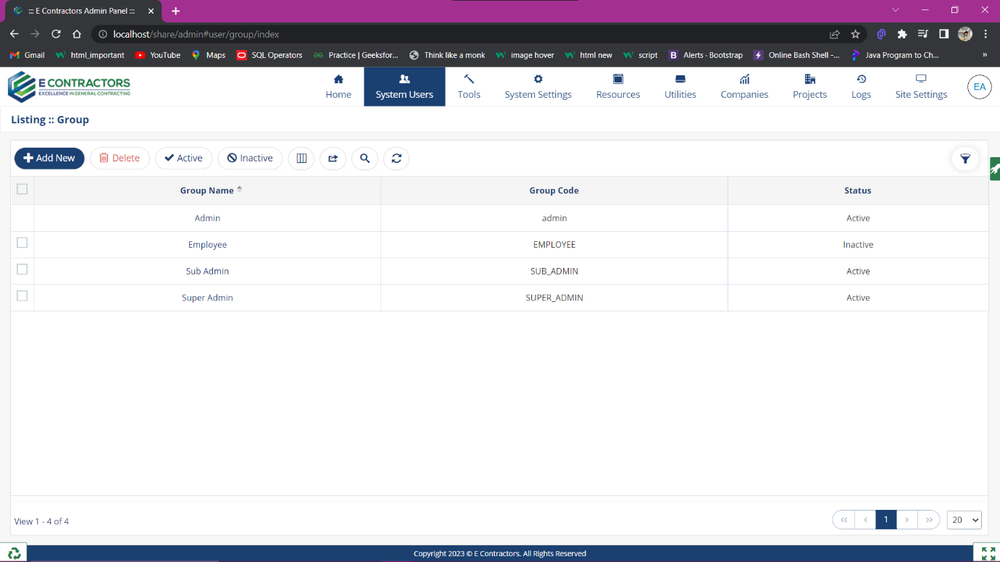 ::: E Contractors Admin Panel :::
localhost/share/admin#user/group/index
Gmail html_important YouTube Maps SQL Operators Practice | Geeksfor... Think like a monk image hover html new script Alerts · Bootstrap Online Bash Shell -... Java Program to Ch... »
E CONTRACTORS
EXCELLENCE IN GENERAL CONTRACTING
Home System Users Tools System Settings Resources Utilities Companies Projects Logs Site Settings EA
Listing :: Group
Add New Delete Active Inactive
Group Name Group Code Status
Admin admin Active
Employee EMPLOYEE Inactive
Sub Admin SUB_ADMIN Active
Super Admin SUPER_ADMIN Active
View 1 - 4 of 4 1 20
Copyright 2023 © E Contractors. All Rights Reserved